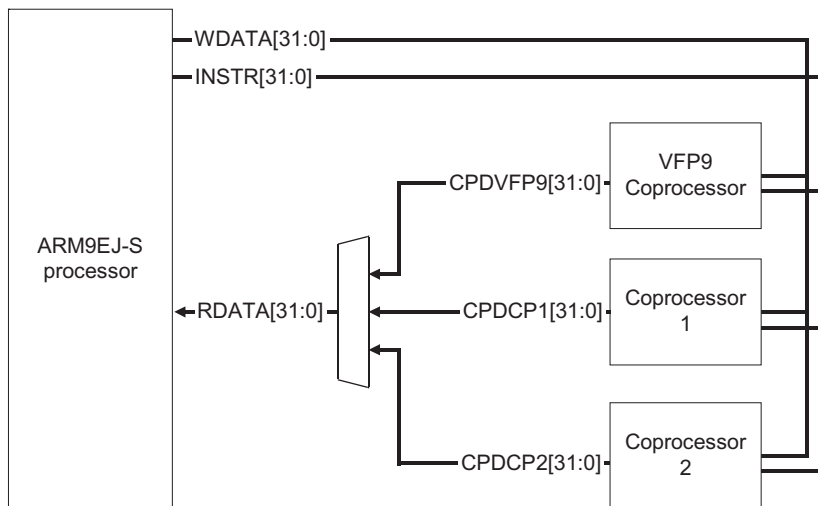 WDATA[31:0]
INSTR[31:0]
VFP9
Coprocessor
CPDVFP9[31:0]
ARM9EJ-S
processor
RDATA[31:0]
CPDCP1[31:0]
Coprocessor
1
CPDCP2[31:0]
Coprocessor
2